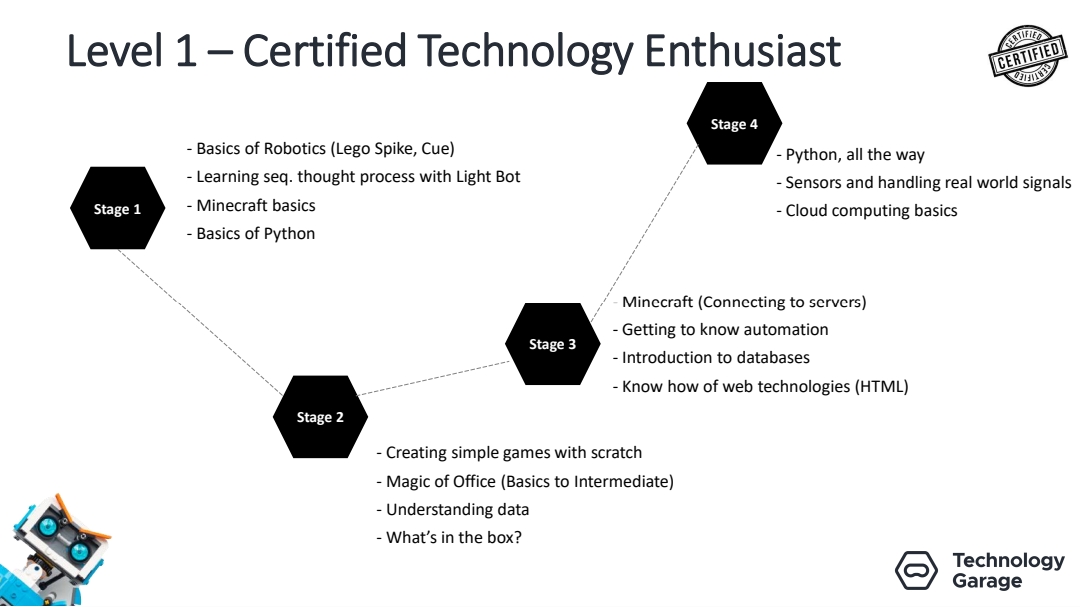 Level 1 – Certified Technology Enthusiast
CERTIFIED
CERTIFIED
CERTIFIED
Stage 1
- Basics of Robotics (Lego Spike, Cue)
- Learning seq. thought process with Light Bot
- Minecraft basics
- Basics of Python
Stage 2
- Creating simple games with scratch
- Magic of Office (Basics to Intermediate)
- Understanding data
- What’s in the box?
Stage 3
- Minecraft (Connecting to servers)
- Getting to know automation
- Introduction to databases
- Know how of web technologies (HTML)
Stage 4
- Python, all the way
- Sensors and handling real world signals
- Cloud computing basics
Technology
Garage